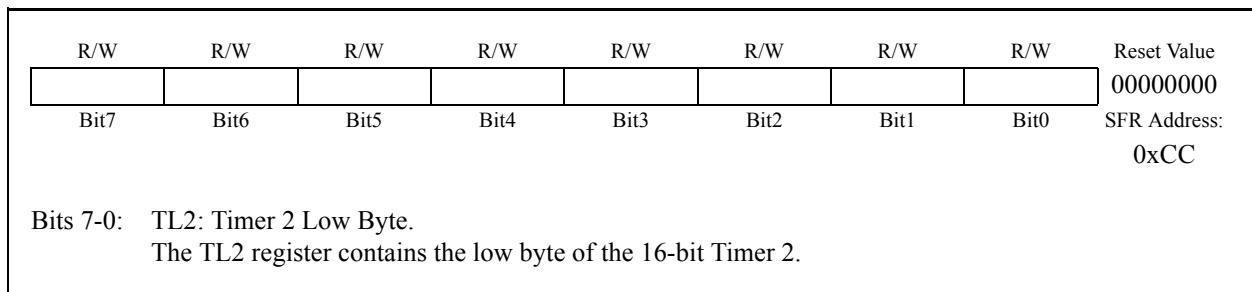 R/W R/W R/W R/W R/W R/W R/W R/W Reset Value
00000000
Bit7 Bit6 Bit5 Bit4 Bit3 Bit2 Bit1 Bit0 SFR Address:
0xCC
Bits 7-0: TL2: Timer 2 Low Byte.
The TL2 register contains the low byte of the 16-bit Timer 2.